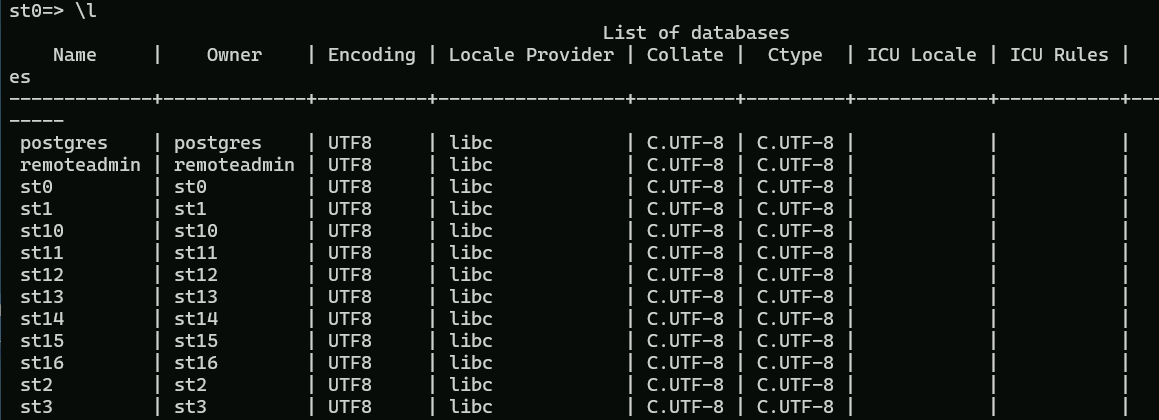 st0=> \l
List of databases
Name | Owner | Encoding | Locale Provider | Collate | Ctype | ICU Locale | ICU Rules |
es
-------------+-------------+----------+-----------------+---------+---------+------------+-----------+---
-----
postgres | postgres | UTF8 | libc | C.UTF-8 | C.UTF-8 | | |
remoteadmin | remoteadmin | UTF8 | libc | C.UTF-8 | C.UTF-8 | | |
st0 | st0 | UTF8 | libc | C.UTF-8 | C.UTF-8 | | |
st1 | st1 | UTF8 | libc | C.UTF-8 | C.UTF-8 | | |
st10 | st10 | UTF8 | libc | C.UTF-8 | C.UTF-8 | | |
st11 | st11 | UTF8 | libc | C.UTF-8 | C.UTF-8 | | |
st12 | st12 | UTF8 | libc | C.UTF-8 | C.UTF-8 | | |
st13 | st13 | UTF8 | libc | C.UTF-8 | C.UTF-8 | | |
st14 | st14 | UTF8 | libc | C.UTF-8 | C.UTF-8 | | |
st15 | st15 | UTF8 | libc | C.UTF-8 | C.UTF-8 | | |
st16 | st16 | UTF8 | libc | C.UTF-8 | C.UTF-8 | | |
st2 | st2 | UTF8 | libc | C.UTF-8 | C.UTF-8 | | |
st3 | st3 | UTF8 | libc | C.UTF-8 | C.UTF-8 | | |